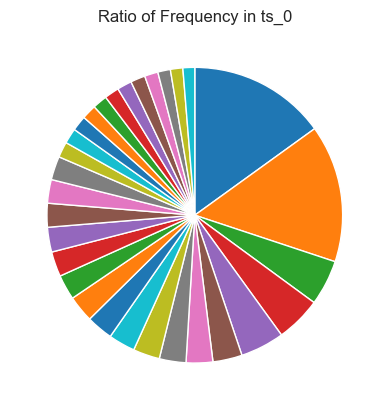 Ratio of Frequency in ts_0